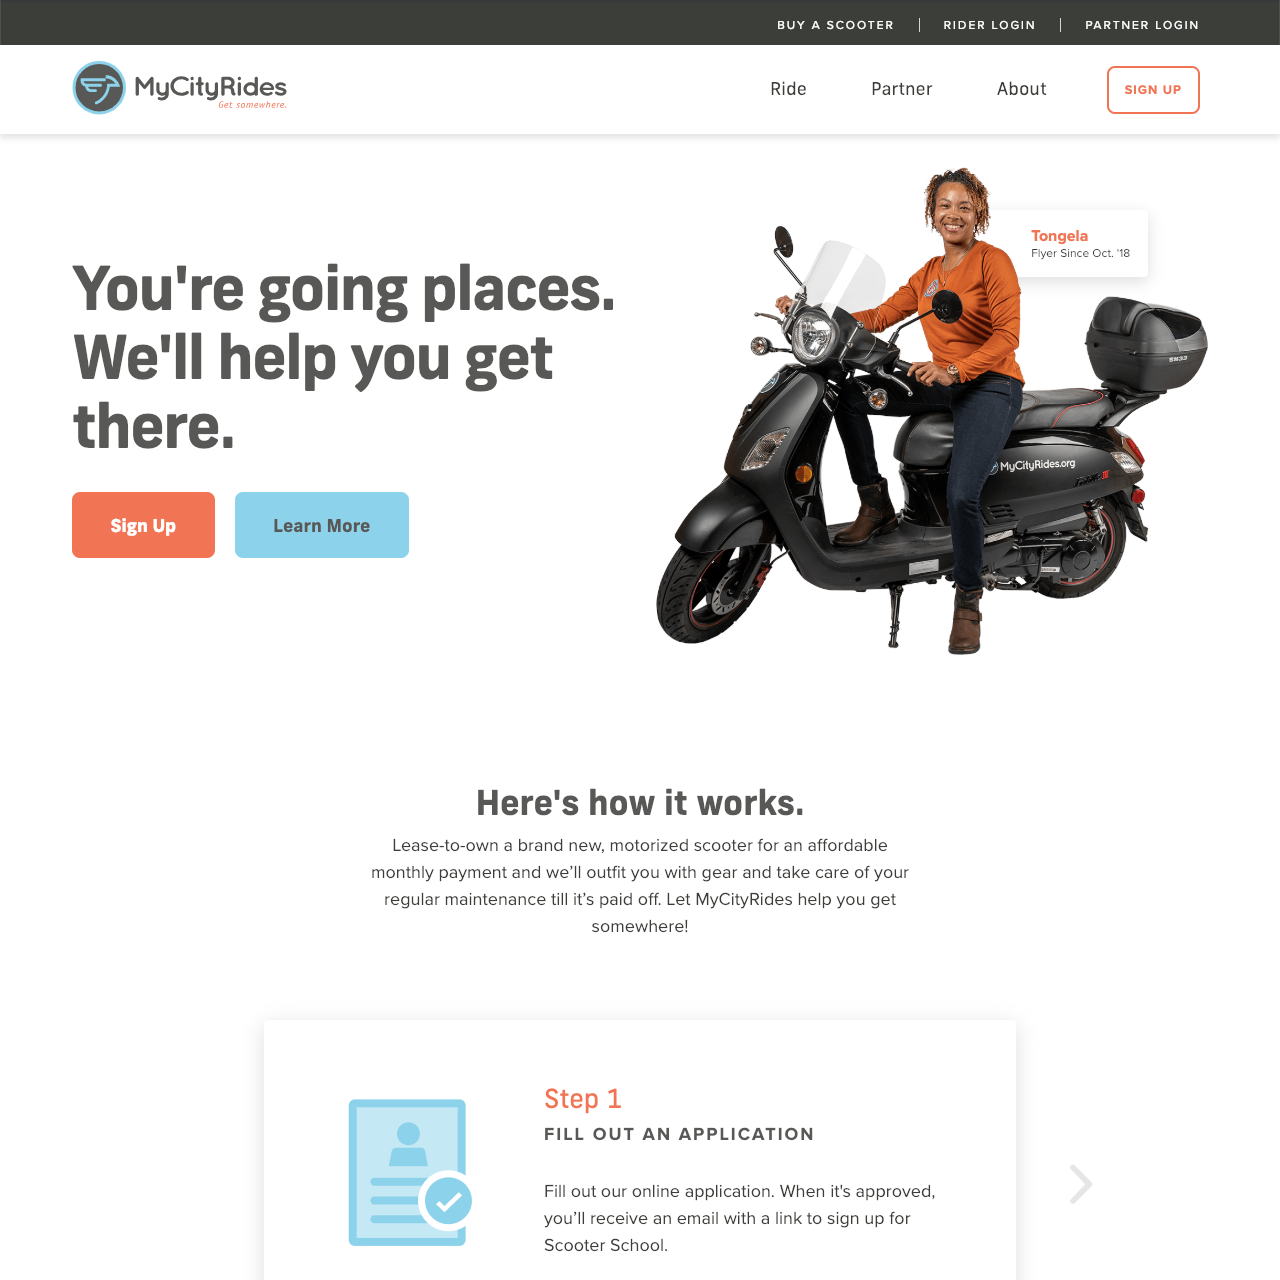 BUY A SCOOTER
RIDER LOGIN
PARTNER LOGIN
MyCityRides
Get somewhere.
Ride
Partner
About
SIGN UP
Tongela
Flyer Since Oct. '18
You're going places.
We'll help you get
there.
Sign Up
Learn More
SH33
MyCityRides.org
Here's how it works.
Lease-to-own a brand new, motorized scooter for an affordable
monthly payment and we’ll outfit you with gear and take care of your
regular maintenance till it’s paid off. Let MyCityRides help you get
somewhere!
Step 1
FILL OUT AN APPLICATION
Fill out our online application. When it's approved,
you’ll receive an email with a link to sign up for
Scooter School.